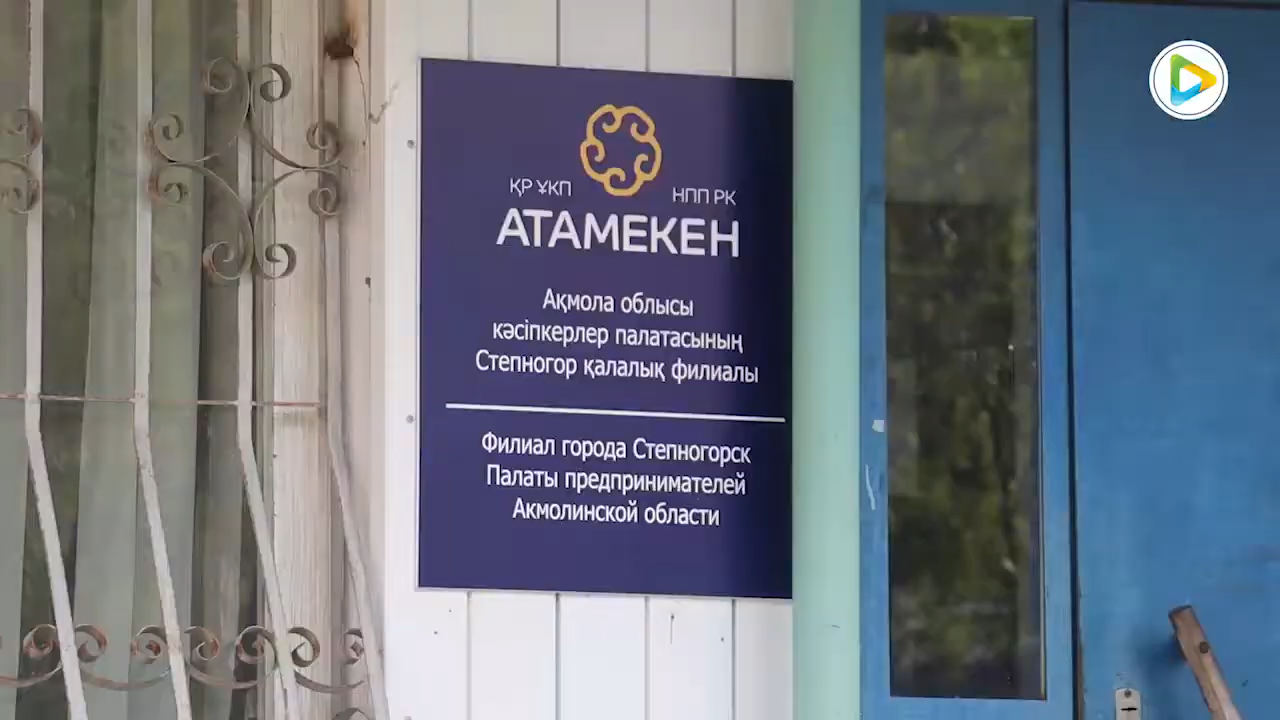 ҚР ҰКП
НПП РК
АТАМЕКЕН
Ақмола облысы
кәсіпкерлер палатасының
Степногор қалалық филиалы
Филиал города Степногорск
Палаты предпринимателей
Акмолинской области